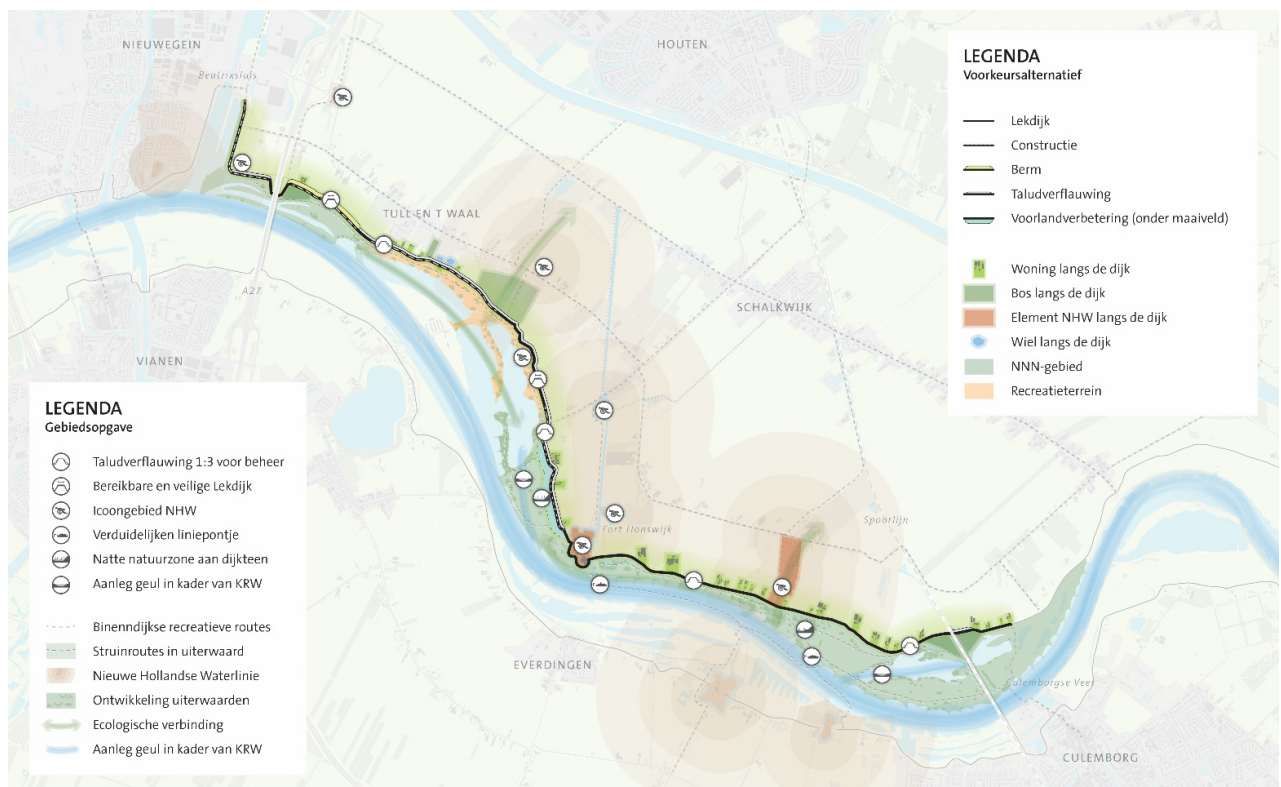 NIEUWEGEIN
HOUTEN
Beatrixsluis
TULL EN T WAAL
A27
SCHALKWIJK
VIANEN
Fort Honswijk
Spoorlijn
EVERDINGEN
Culemborgse Veer
CULEMBORG
LEGENDA
Voorkeursalternatief
Lekdijk
Constructie
Berm
Taludverflauwing
Voorlandverbetering (onder maaiveld)
Woning langs de dijk
Bos langs de dijk
Element NHW langs de dijk
Wiel langs de dijk
NNN-gebied
Recreatieterrein
LEGENDA
Gebiedsopgave
Taludverflauwing 1:3 voor beheer
Bereikbare en veilige Lekdijk
Icoongebied NHW
Verduidelijken liniepontje
Natte natuurzone aan dijkteen
Aanleg geul in kader van KRW
Binenndijkse recreatieve routes
Struinroutes in uiterwaard
Nieuwe Hollandse Waterlinie
Ontwikkeling uiterwaarden
Ecologische verbinding
Aanleg geul in kader van KRW